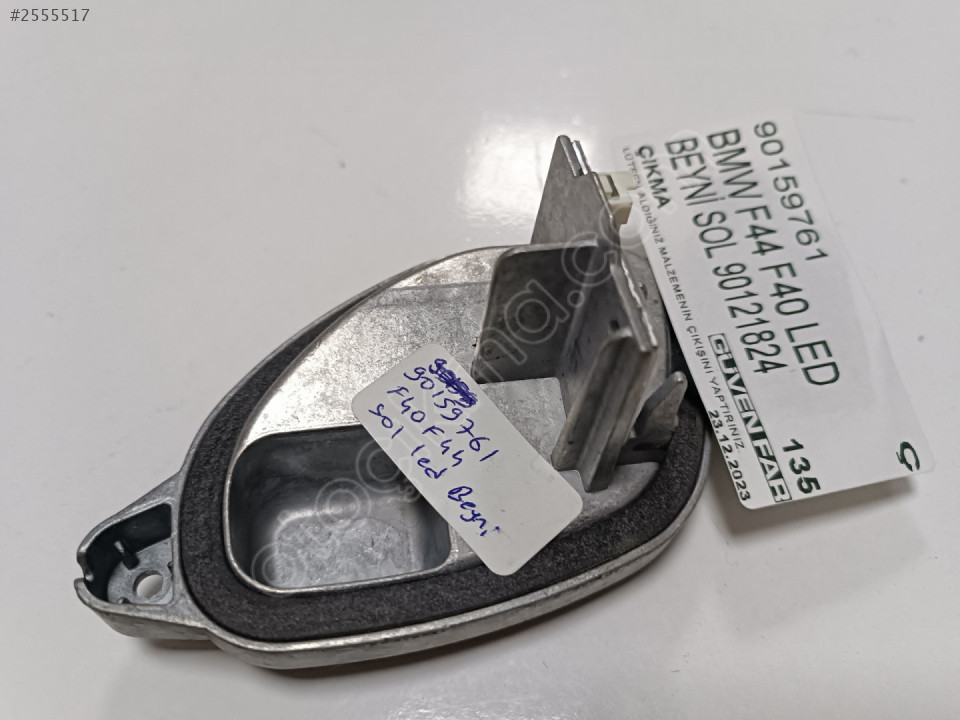 #2555517
90159761
BMW F44 F40 LED
BEYNİ SOL 90121824
ÇIKMA
LÜTFEN ALDIĞINIZ MALZEMENİN ÇIKIŞINI YAPTIRINIZ
GÜVEN FAR
23.12.2023
135
Ç
90159761
F40 F44
sol led Beyni